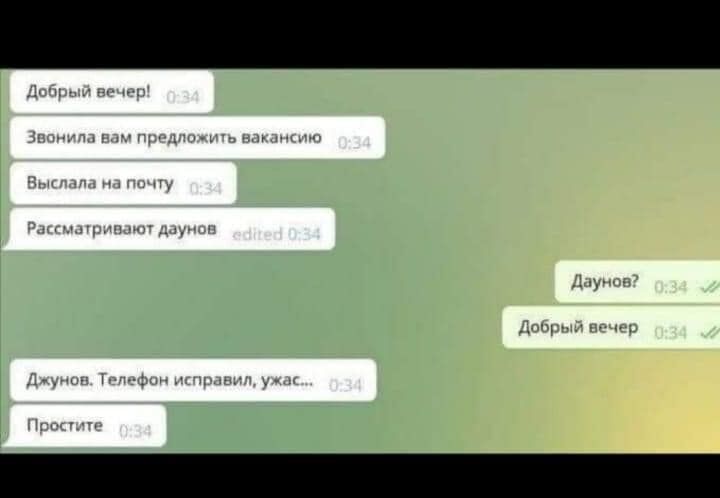 Добрый вечер! 0:34
Звонила вам предложить вакансию 0:34
Выслала на почту 0:34
Рассматривают даунов edited 0:34
Даунов? 0:34
Добрый вечер 0:34
Джунов. Телефон исправил, ужас... 0:34
Простите 0:34